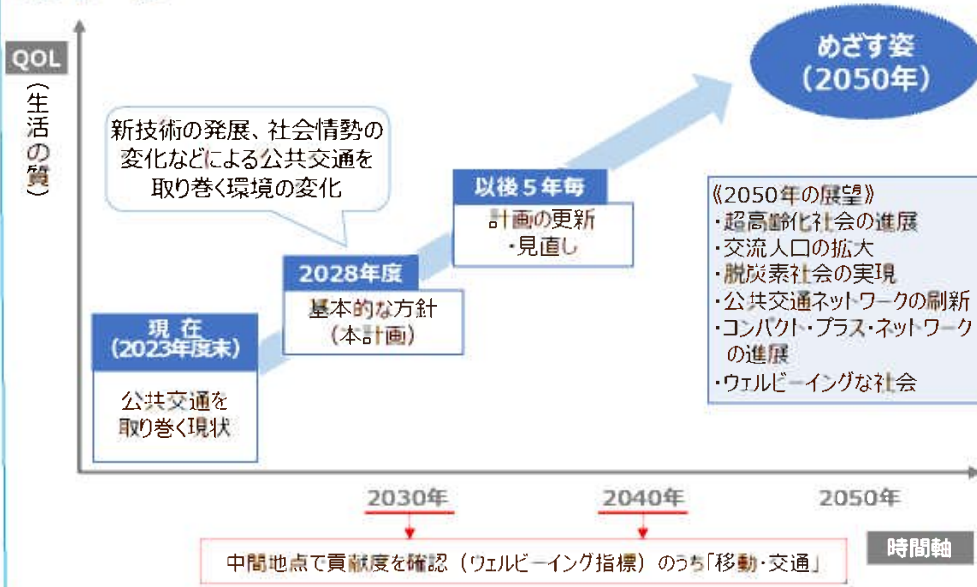 QOL
(生活の質)
めざす姿
(2050年)
新技術の発展、社会情勢の
変化などによる公共交通を
取り巻く環境の変化
以後5年毎
計画の更新
・見直し
2028年度
基本的な方針
(本計画)
現 在
(2023年度末)
公共交通を
取り巻く現状
《2050年の展望》
・超高齢化社会の進展
・交流人口の拡大
・脱炭素社会の実現
・公共交通ネットワークの刷新
・コンパクト・プラス・ネットワーク
の進展
・ウェルビーイングな社会
2030年
2040年
2050年
時間軸
中間地点で貢献度を確認(ウェルビーイング指標)のうち「移動・交通」